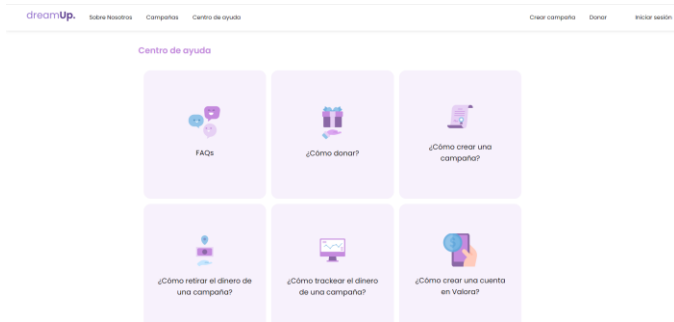 dreamUp.
Sobre Nosotros
Campañas
Centro de ayuda
Crear campaña
Donar
Iniciar sesión
Centro de ayuda
FAQs
¿Cómo donar?
¿Cómo crear una
campaña?
¿Cómo retirar el dinero de
una campaña?
¿Cómo trackear el dinero
de una campaña?
¿Cómo crear una cuenta
en Valora?